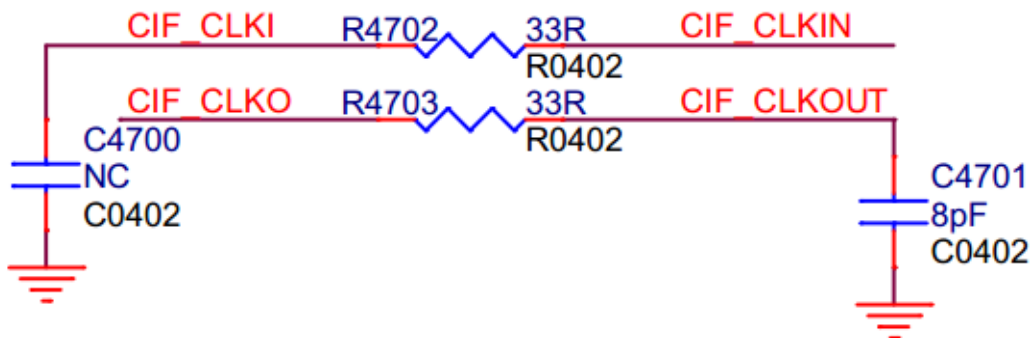 CIF_CLKI R4702 33R CIF_CLKIN
R0402
CIF_CLKO R4703 33R CIF_CLKOUT
R0402
C4700
NC
C0402
C4701
8pF
C0402